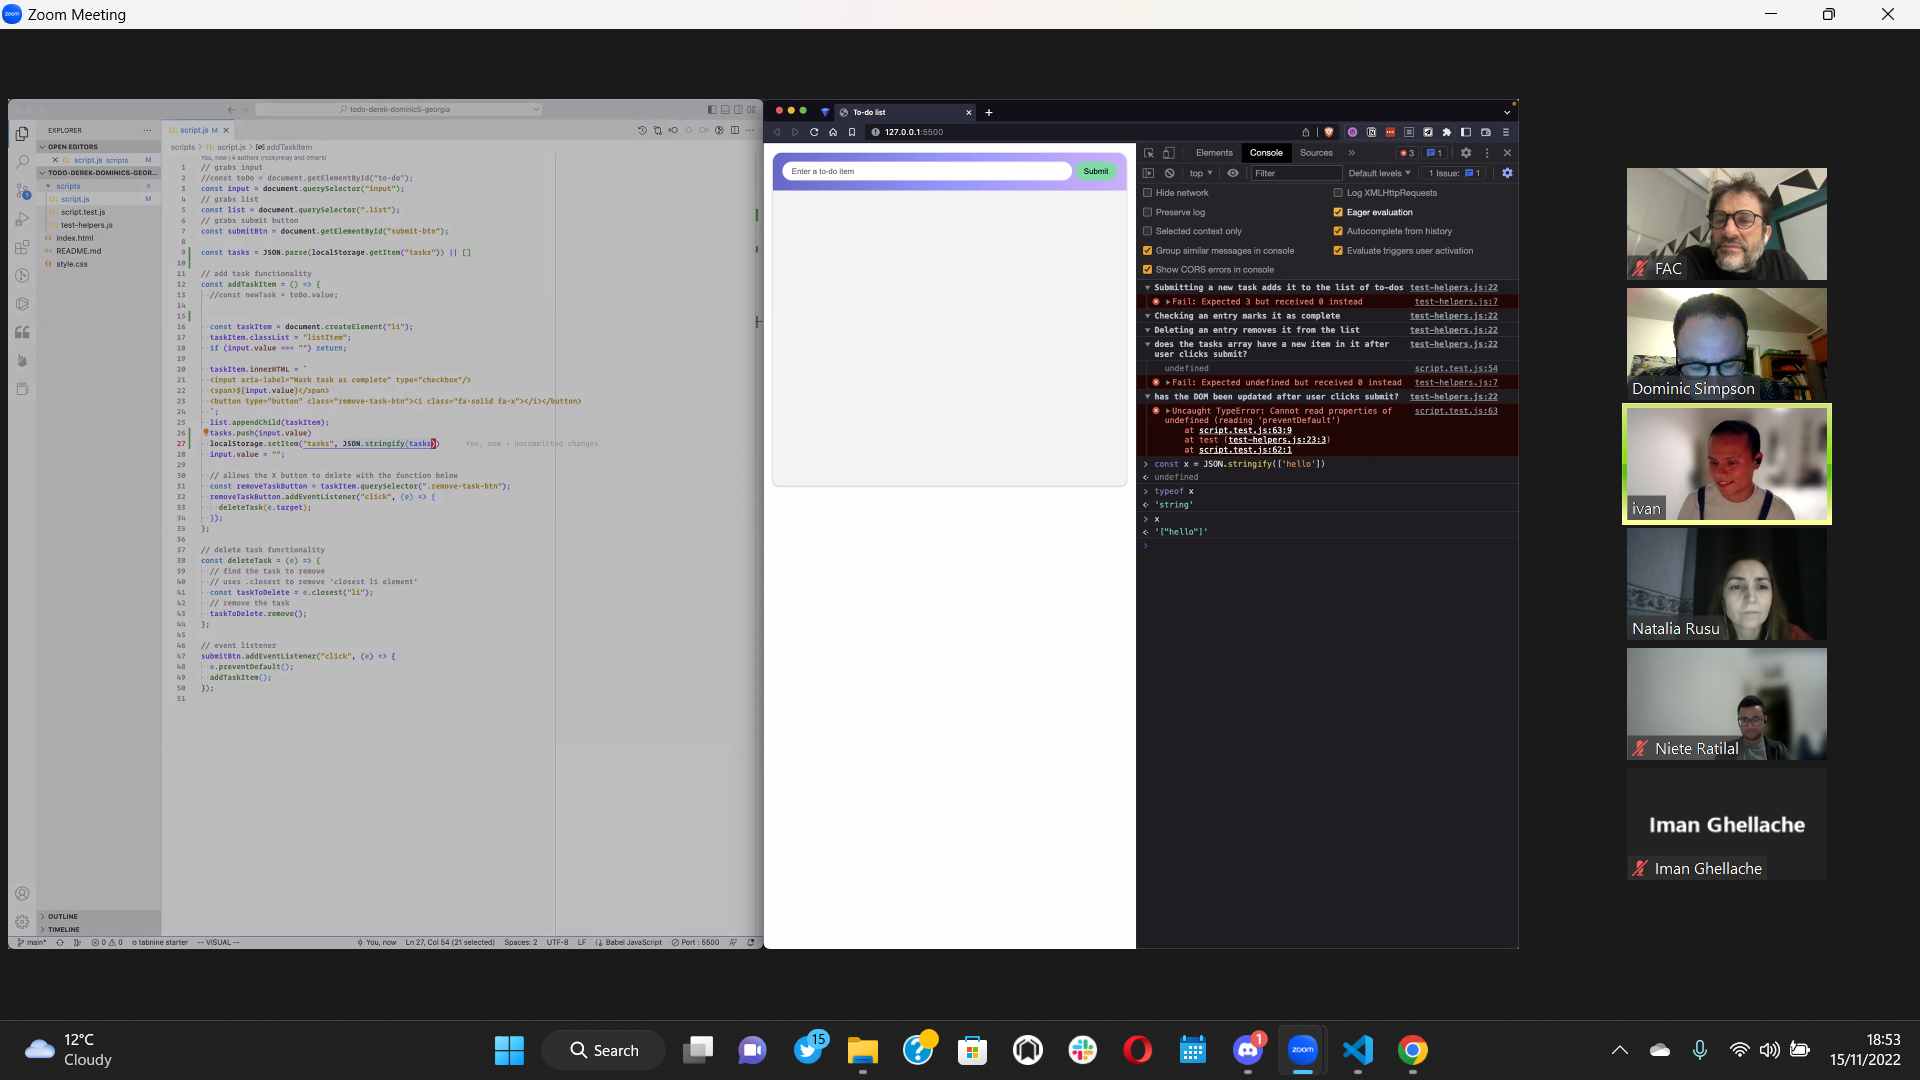 Zoom Meeting
todo-derek-dominicS-georgia
EXPLORER
OPEN EDITORS
script.js scripts M
TODO-DEREK-DOMINICS-GEOR...
scripts
script.js M
script.test.js
test-helpers.js
index.html
README.md
style.css
OUTLINE
TIMELINE
script.js M
scripts > script.js > addTaskItem
You, now | 4 authors (rockyrelay and others)
1 // grabs input
2 //const toDo = document.getElementById("to-do");
3 const input = document.querySelector("input");
4 // grabs list
5 const list = document.querySelector(".list");
6 // grabs submit button
7 const submitBtn = document.getElementById("submit-btn");
8
9 const tasks = JSON.parse(localStorage.getItem("tasks")) || []
10
11 // add task functionality
12 const addTaskItem = () => {
13 //const newTask = toDo.value;
14
15
16 const taskItem = document.createElement("li");
17 taskItem.classList = "listItem";
18 if (input.value === "") return;
19
20 taskItem.innerHTML = `
21 <input aria-label="Mark task as complete" type="checkbox"/>
22 <span>${input.value}</span>
23 <button type="button" class="remove-task-btn"><i class="fa-solid fa-x"></i></button>
24 `;
25 list.appendChild(taskItem);
26 tasks.push(input.value)
27 localStorage.setItem("tasks", JSON.stringify(tasks)) You, now • Uncommitted changes
28 input.value = "";
29
30 // allows the X button to delete with the function below
31 const removeTaskButton = taskItem.querySelector(".remove-task-btn");
32 removeTaskButton.addEventListener("click", (e) => {
33 deleteTask(e.target);
34 });
35 };
36
37 // delete task functionality
38 const deleteTask = (e) => {
39 // find the task to remove
40 // uses .closest to remove 'closest li element'
41 const taskToDelete = e.closest("li");
42 // remove the task
43 taskToDelete.remove();
44 };
45
46 // event listener
47 submitBtn.addEventListener("click", (e) => {
48 e.preventDefault();
49 addTaskItem();
50 });
51
main* 0 0 tabnine starter -- VISUAL -- You, now Ln 27, Col 54 (21 selected) Spaces: 2 UTF-8 LF Babel JavaScript Port : 5500
To-do list
127.0.0.1:5500
Enter a to-do item
Submit
Elements Console Sources » 3 1
top Filter Default levels 1 Issue: 1
Hide network Log XMLHttpRequests
Preserve log Eager evaluation
Selected context only Autocomplete from history
Group similar messages in console Evaluate triggers user activation
Show CORS errors in console
Submitting a new task adds it to the list of to-dos test-helpers.js:22
Fail: Expected 3 but received 0 instead test-helpers.js:7
Checking an entry marks it as complete test-helpers.js:22
Deleting an entry removes it from the list test-helpers.js:22
does the tasks array have a new item in it after test-helpers.js:22
user clicks submit?
undefined script.test.js:54
Fail: Expected undefined but received 0 instead test-helpers.js:7
has the DOM been updated after user clicks submit? test-helpers.js:22
Uncaught TypeError: Cannot read properties of script.test.js:63
undefined (reading 'preventDefault')
at script.test.js:63:9
at test (test-helpers.js:23:3)
at script.test.js:62:1
> const x = JSON.stringify(['hello'])
undefined
> typeof x
'string'
> x
'["hello"]'
>
FAC
Dominic Simpson
ivan
Natalia Rusu
Niete Ratilal
Iman Ghellache
Iman Ghellache
12°C
Cloudy
Search
15
1
zoom
18:53
15/11/2022